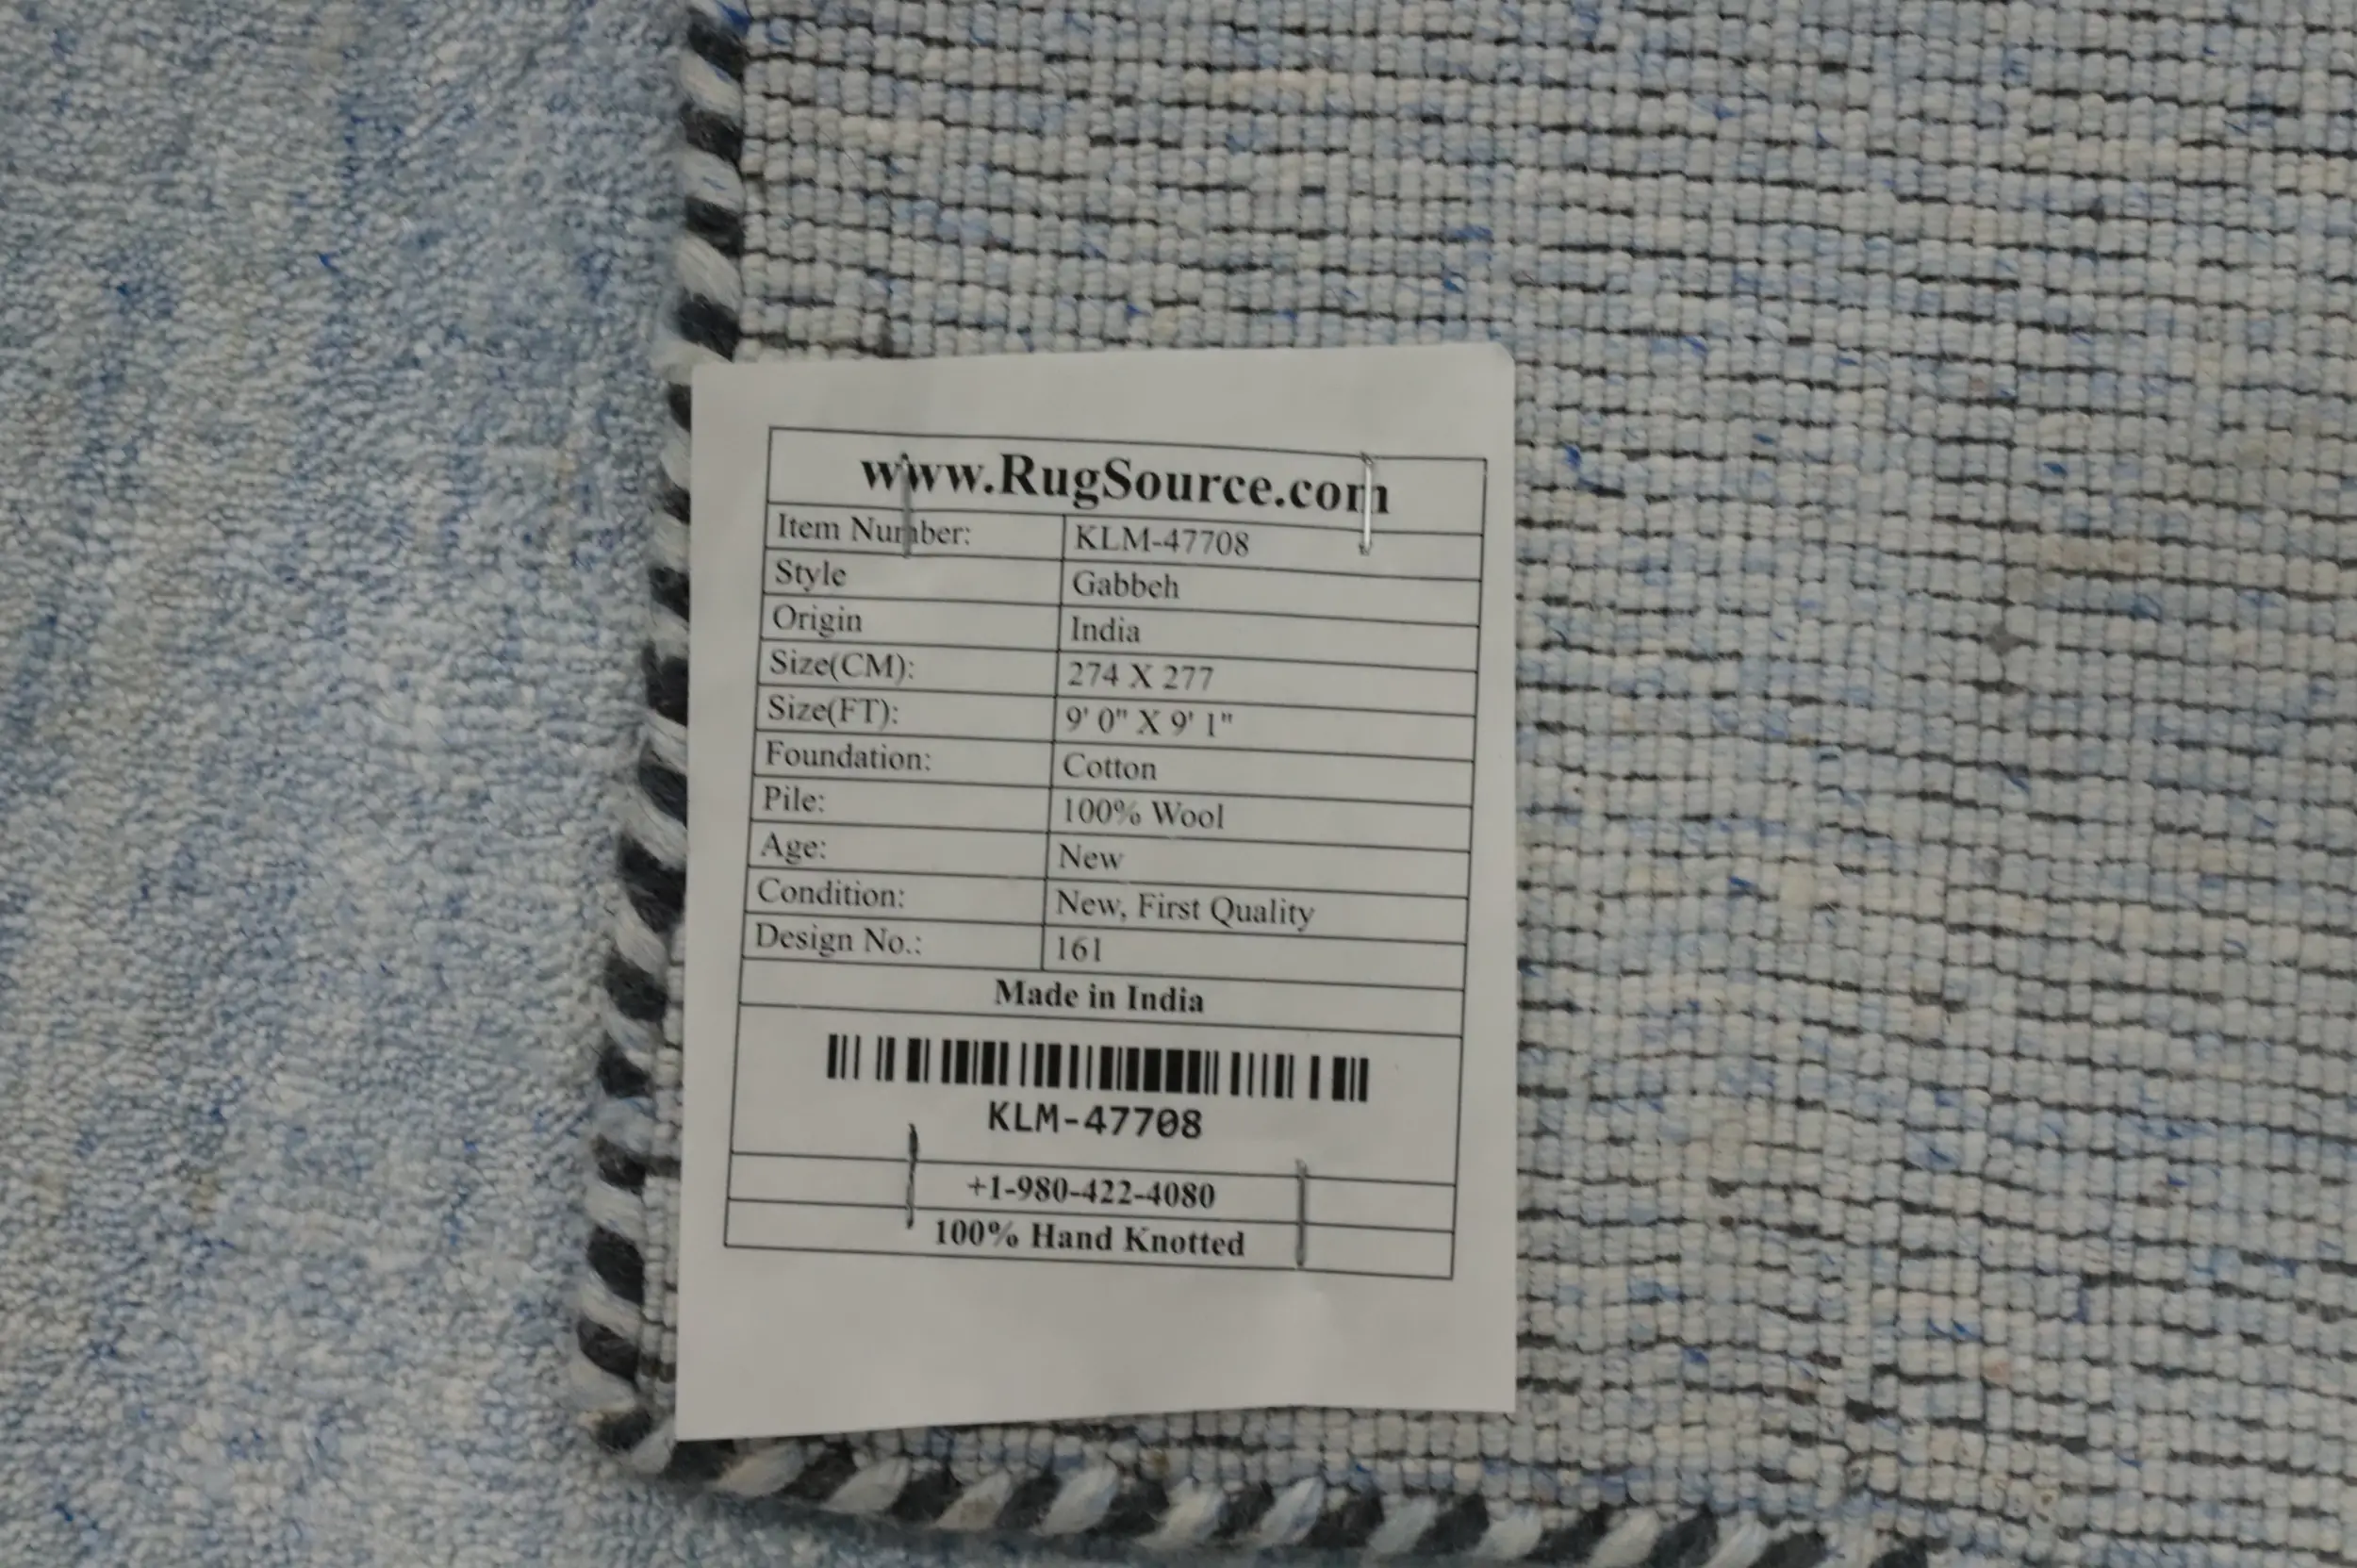 www.RugSource.com
Item Number: KLM-47708
Style Gabbeh
Origin India
Size(CM): 274 X 277
Size(FT): 9' 0" X 9' 1"
Foundation: Cotton
Pile: 100% Wool
Age: New
Condition: New, First Quality
Design No.: 161
Made in India
KLM-47708
+1-980-422-4080
100% Hand Knotted